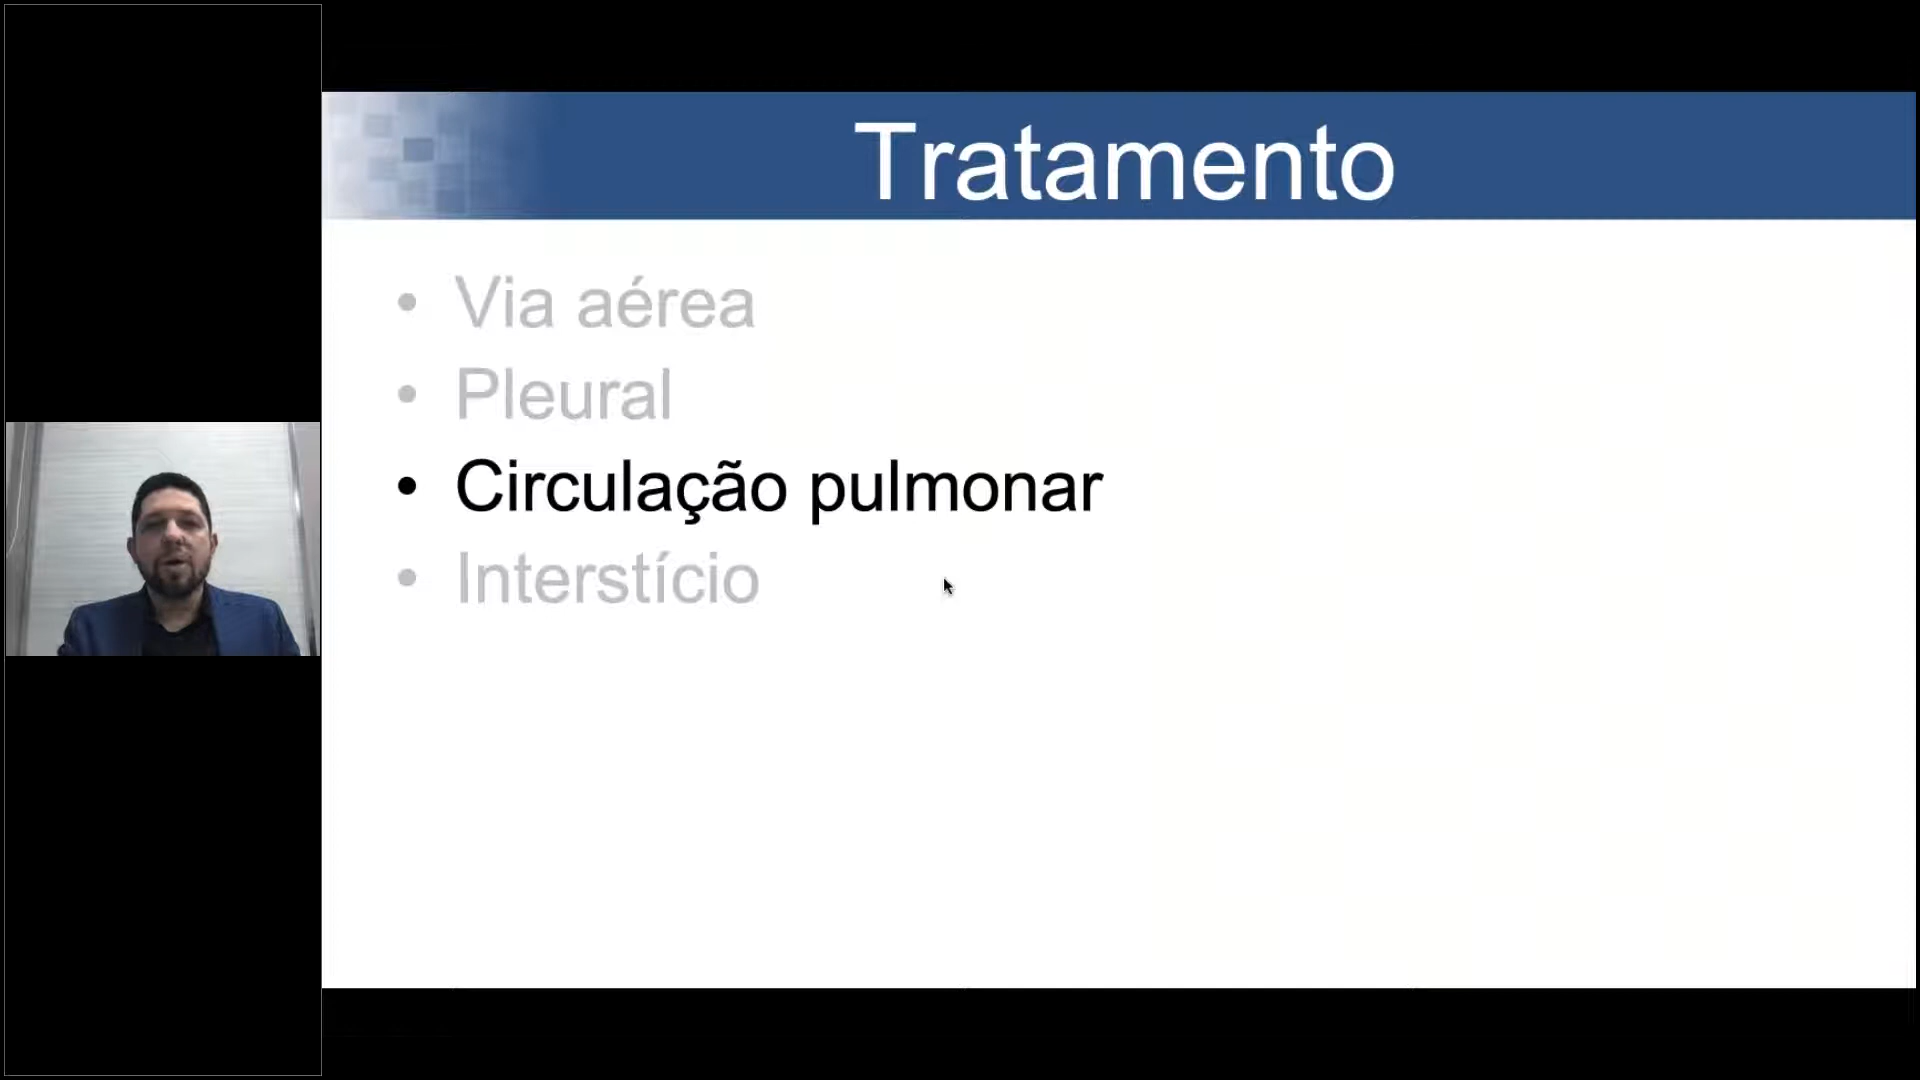 Tratamento
• Via aérea
• Pleural
• Circulação pulmonar
• Interstício